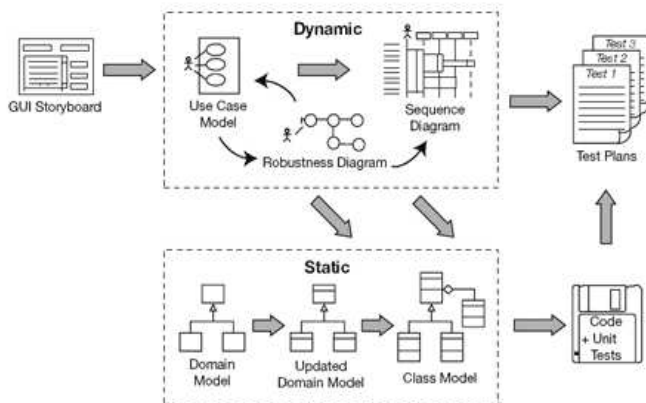 Dynamic
GUI Storyboard
Use Case
Model
Robustness Diagram
Sequence
Diagram
Test 3
Test 2
Test 1
Test Plans
Static
Domain
Model
Updated
Domain Model
Class Model
Code
+ Unit
Tests